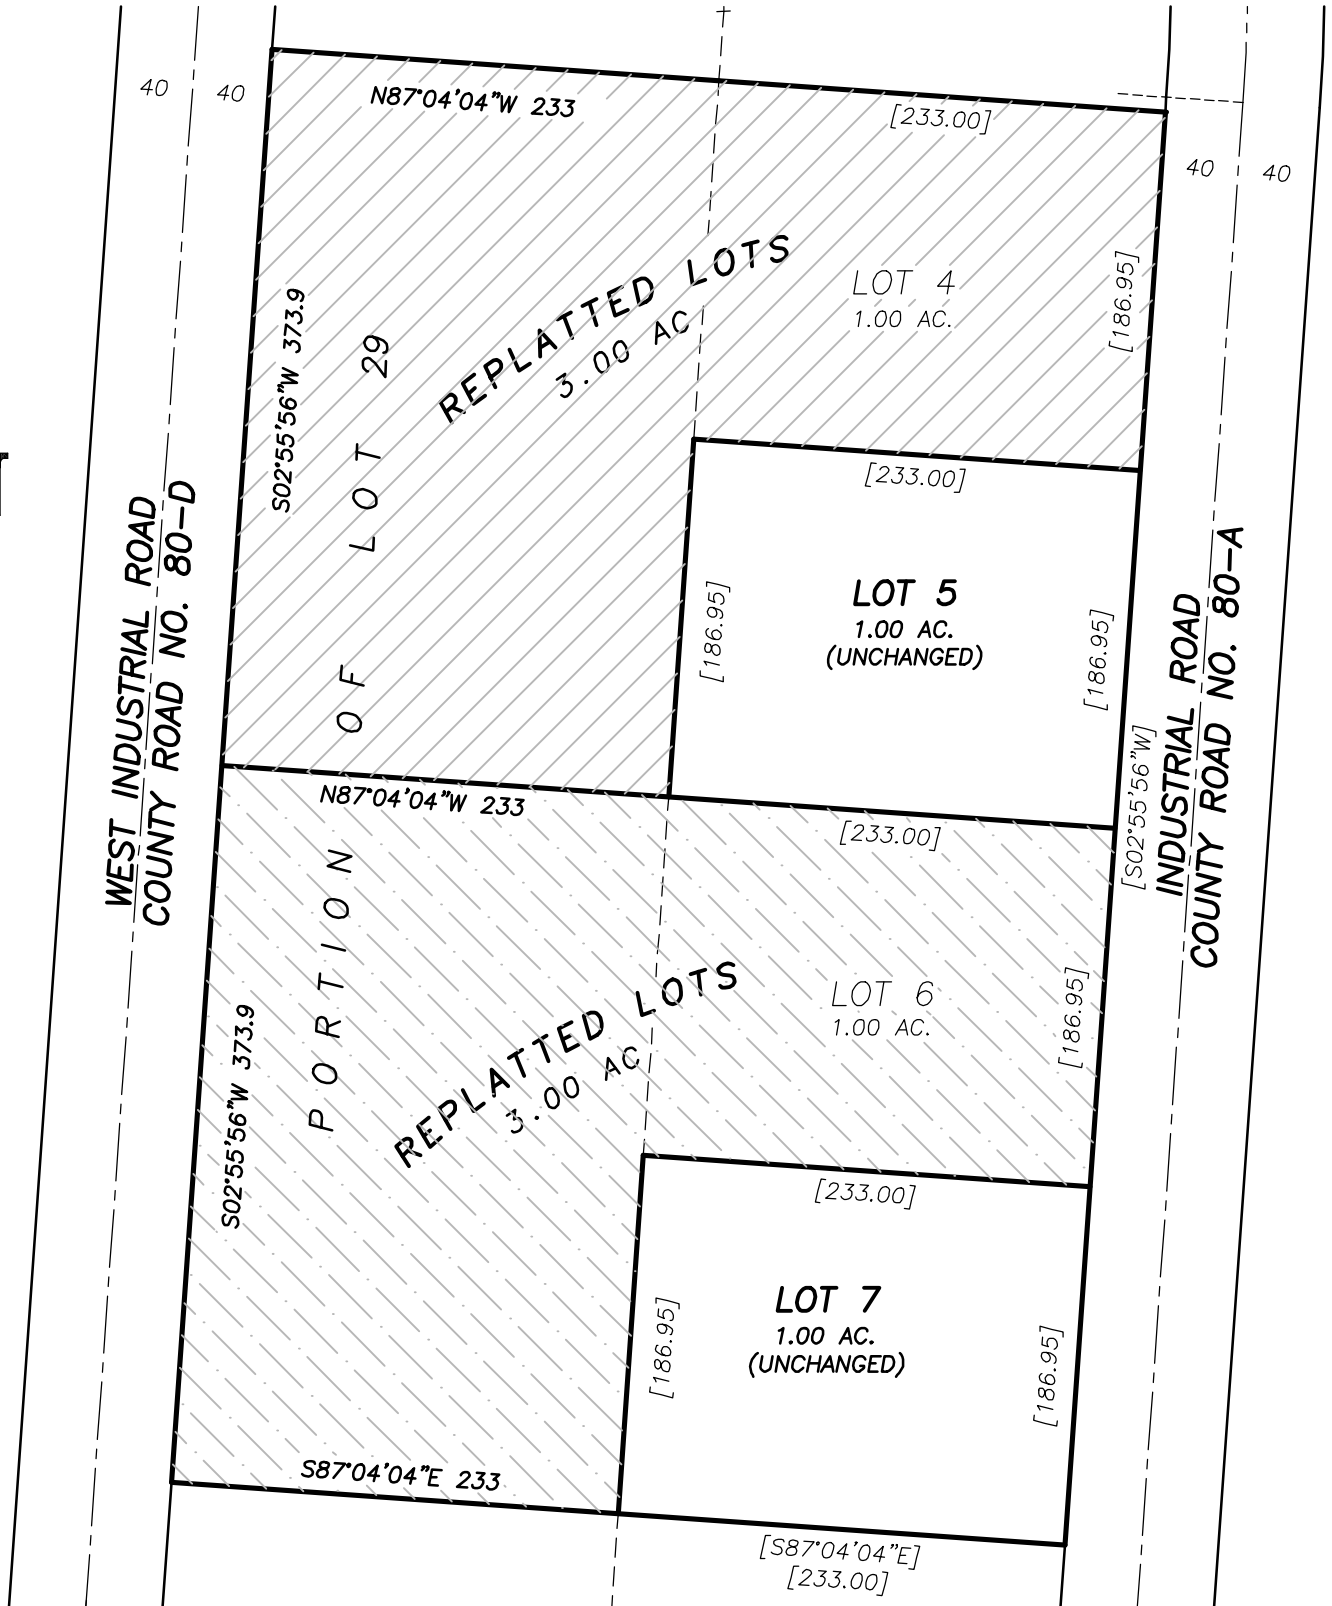 40
40
N87°04'04"W 233
[233.00]
40
40
REPLATTED LOTS
3.00 AC
LOT 4
1.00 AC.
[186.95]
S02°55'56"W 373.9
PORTION OF LOT 29
[233.00]
WEST INDUSTRIAL ROAD
COUNTY ROAD NO. 80-D
[186.95]
LOT 5
1.00 AC.
(UNCHANGED)
[186.95]
INDUSTRIAL ROAD
COUNTY ROAD NO. 80-A
[S02°55'56"W]
N87°04'04"W 233
[233.00]
REPLATTED LOTS
3.00 AC
LOT 6
1.00 AC.
[186.95]
S02°55'56"W 373.9
[233.00]
[186.95]
LOT 7
1.00 AC.
(UNCHANGED)
[186.95]
S87°04'04"E 233
[S87°04'04"E]
[233.00]